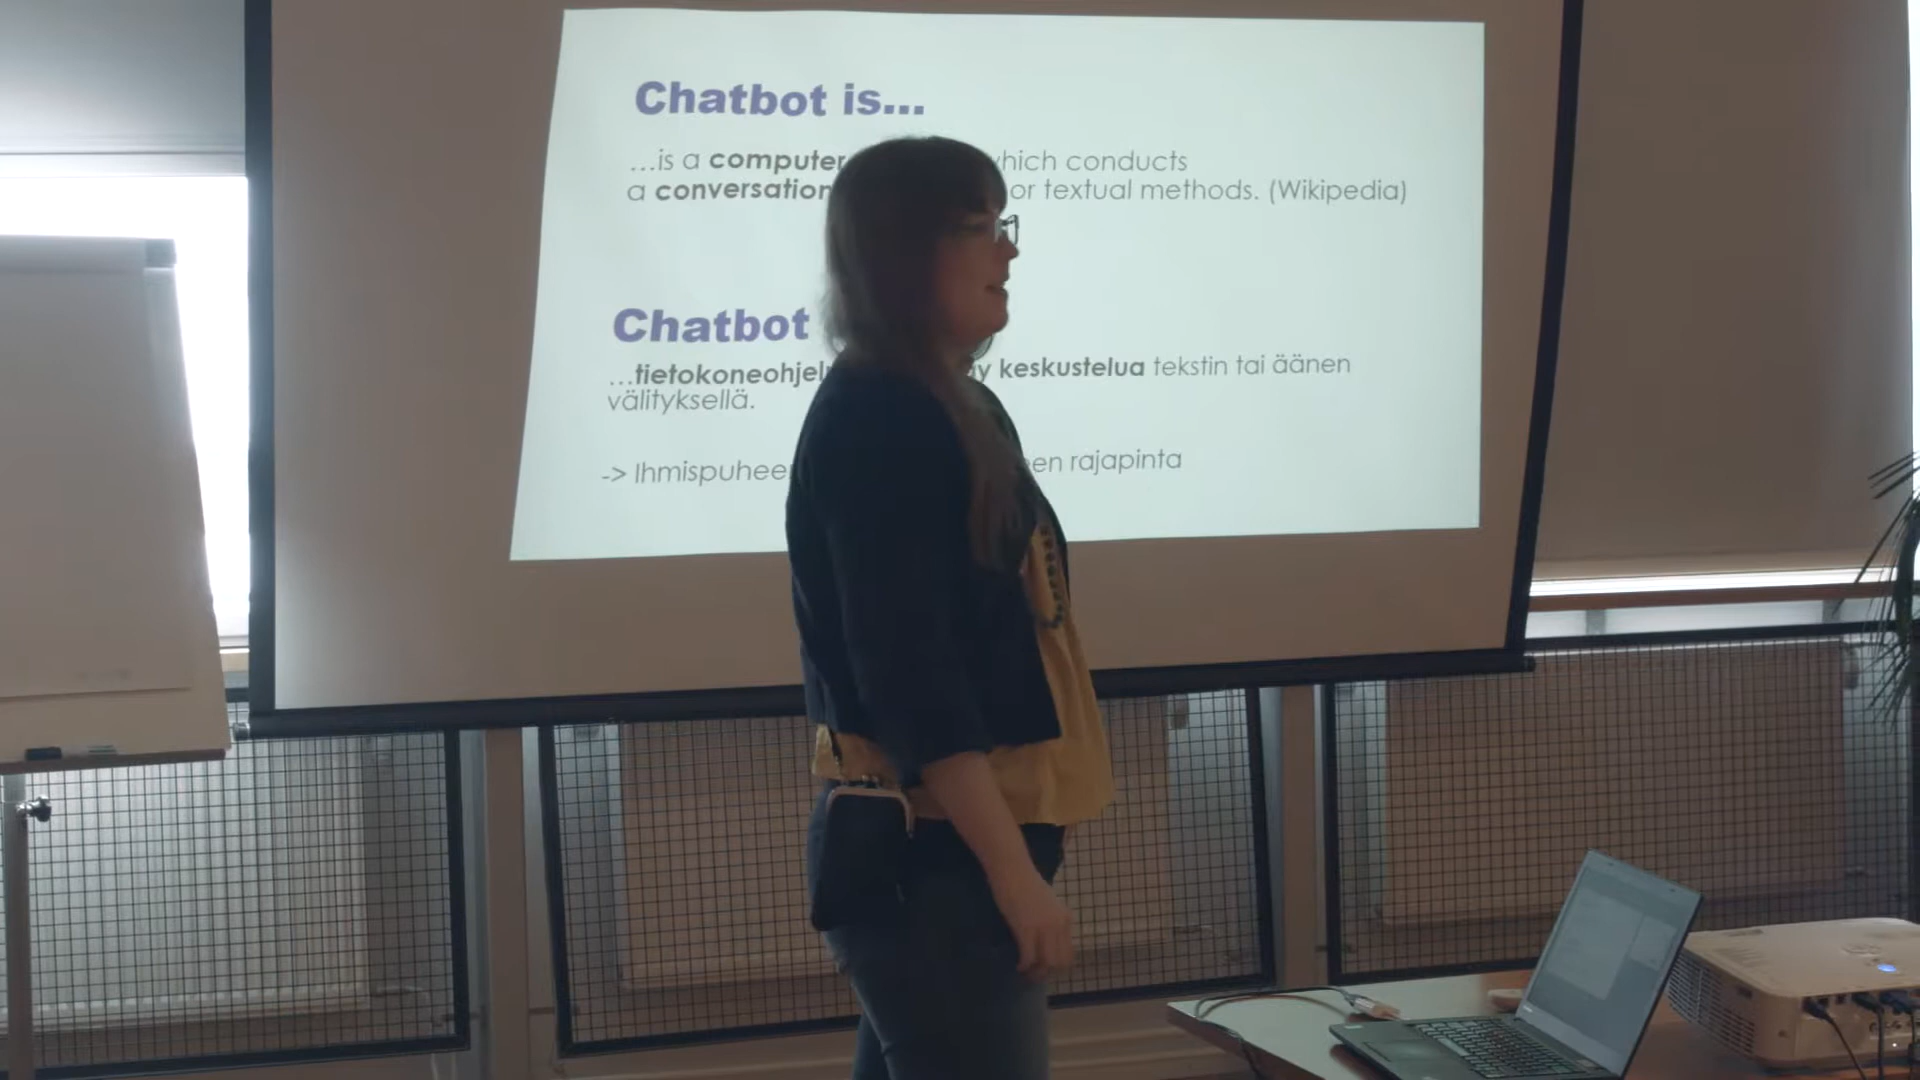 Chatbot is...
...is a computer which conducts
a conversation or textual methods. (Wikipedia)
Chatbot
...tietokoneohjel y keskustelua tekstin tai äänen
välityksellä.
-> Ihmispuheen en rajapinta